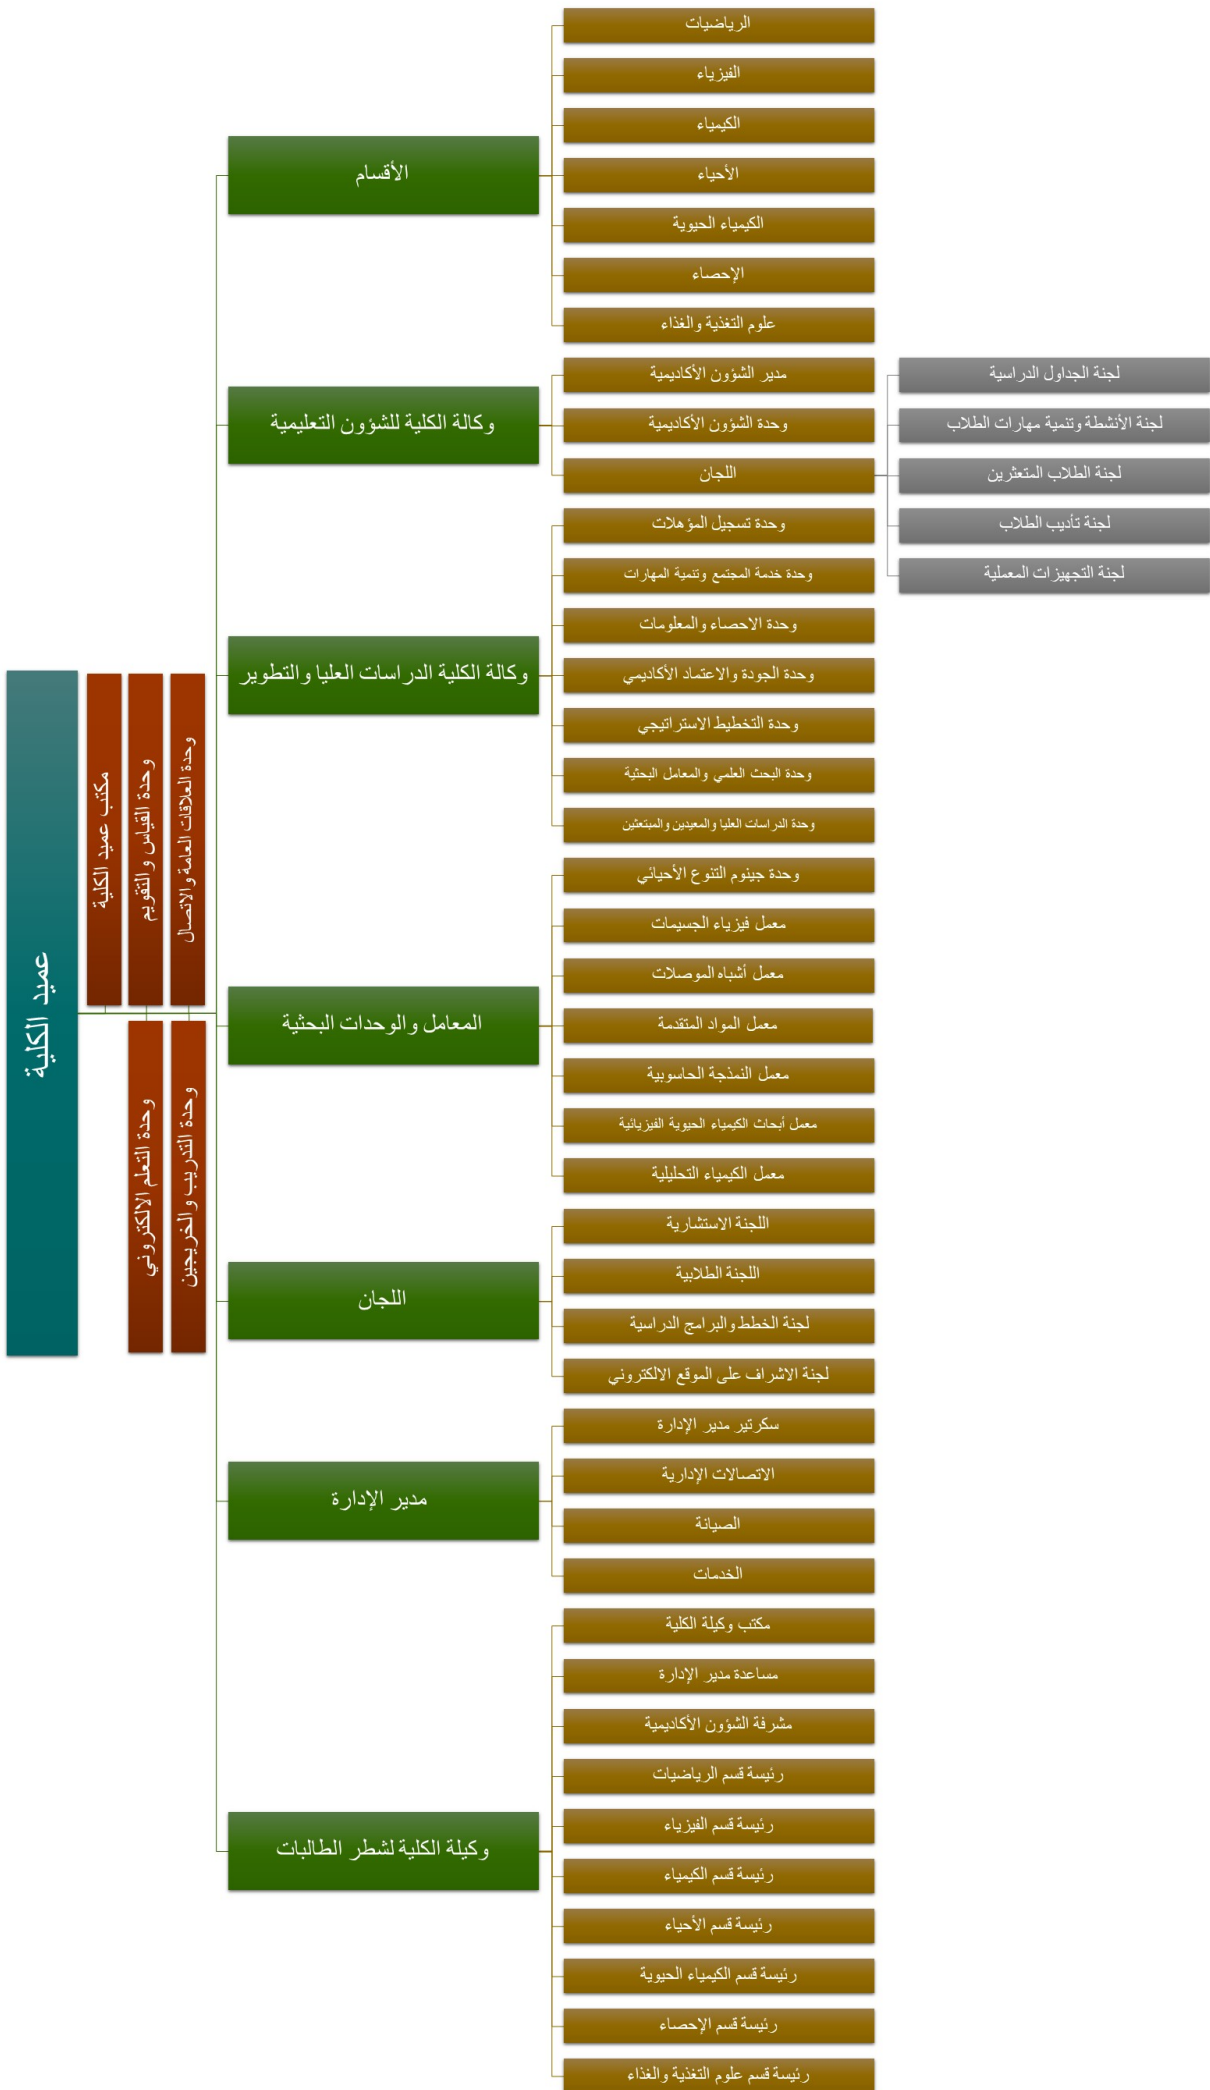 عميد الكلية
مكتب عميد الكلية
وحدة القياس والتقويم
وحدة التعلم الالكتروني
وحدة العلاقات العامة والاتصال
وحدة التدريب والخريجين
الأقسام
الرياضيات
الفيزياء
الكيمياء
الأحياء
الكيمياء الحيوية
الإحصاء
علوم التغذية والغذاء
وكالة الكلية للشؤون التعليمية
مدير الشؤون الأكاديمية
وحدة الشؤون الأكاديمية
اللجان
لجنة الجداول الدراسية
لجنة الأنشطة وتنمية مهارات الطلاب
لجنة الطلاب المتعثرين
لجنة تأديب الطلاب
لجنة التجهيزات المعملية
وكالة الكلية الدراسات العليا والتطوير
وحدة تسجيل المؤهلات
وحدة خدمة المجتمع وتنمية المهارات
وحدة الاحصاء والمعلومات
وحدة الجودة والاعتماد الأكاديمي
وحدة التخطيط الاستراتيجي
وحدة البحث العلمي والمعامل البحثية
وحدة الدراسات العليا والمعيدين والمبتعثين
المعامل والوحدات البحثية
وحدة جينوم التنوع الأحيائي
معمل فيزياء الجسيمات
معمل أشباه الموصلات
معمل المواد المتقدمة
معمل النمذجة الحاسوبية
معمل أبحاث الكيمياء الحيوية الفيزيائية
معمل الكيمياء التحليلية
اللجان
اللجنة الاستشارية
اللجنة الطلابية
لجنة الخطط والبرامج الدراسية
لجنة الاشراف على الموقع الالكتروني
مدير الإدارة
سكرتير مدير الإدارة
الاتصالات الإدارية
الصيانة
الخدمات
وكيلة الكلية لشطر الطالبات
مكتب وكيلة الكلية
مساعدة مدير الإدارة
مشرفة الشؤون الأكاديمية
رئيسة قسم الرياضيات
رئيسة قسم الفيزياء
رئيسة قسم الكيمياء
رئيسة قسم الأحياء
رئيسة قسم الكيمياء الحيوية
رئيسة قسم الإحصاء
رئيسة قسم علوم التغذية والغذاء